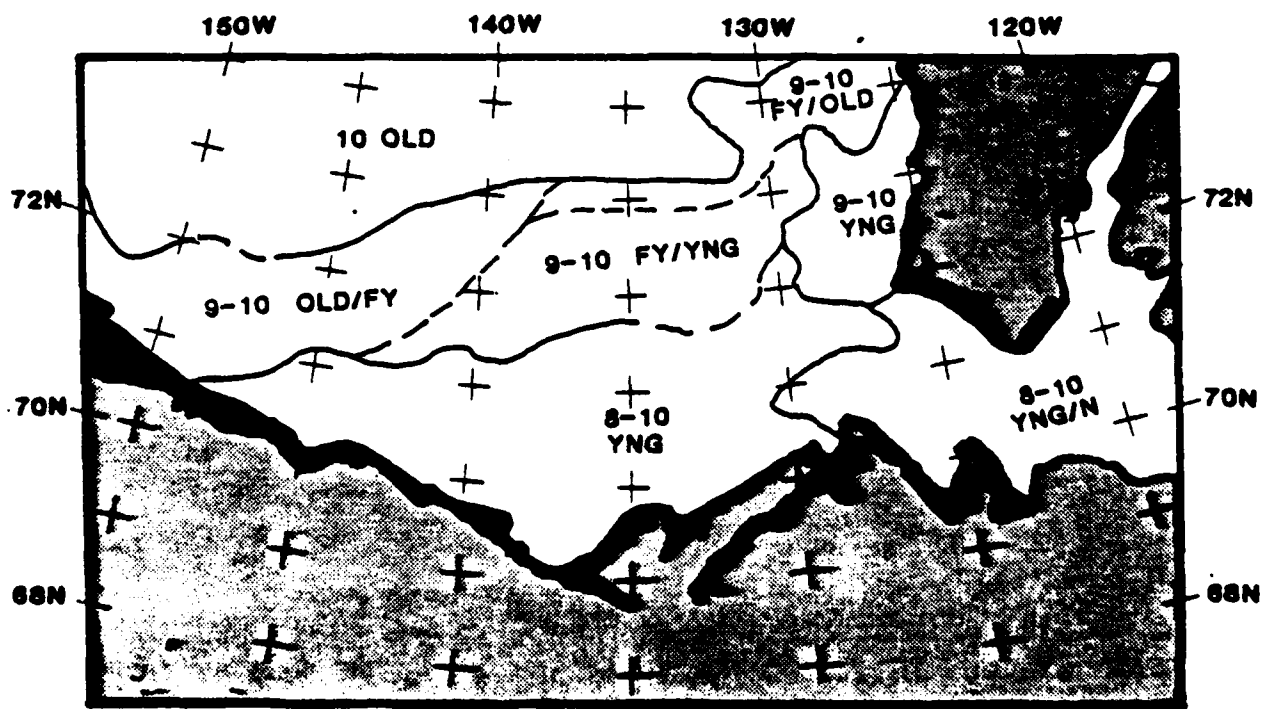 150W 140W 130W 120W
9-10
FY/OLD
10 OLD
72N 72N
9-10
YNG
9-10 FY/YNG
9-10 OLD/FY
70N 70N
8-10
YNG/N
8-10
YNG
68N 68N